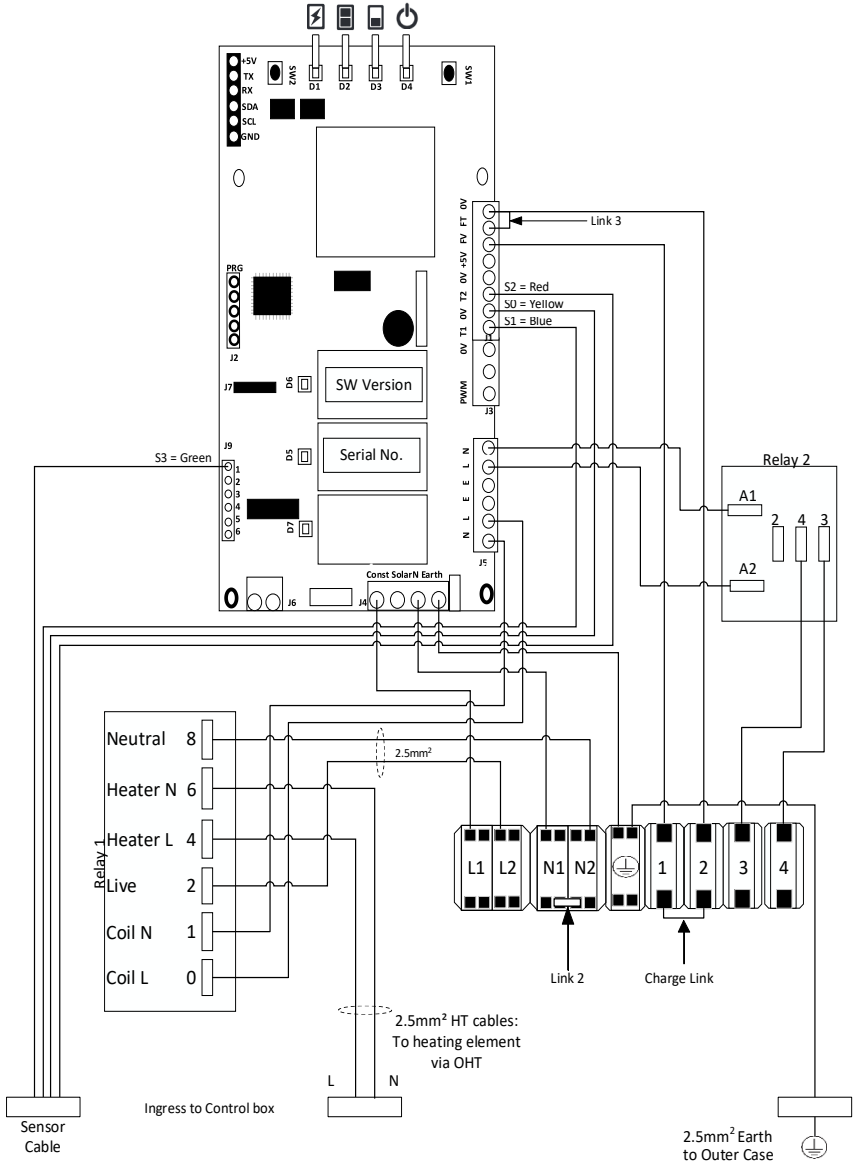 +5V
TX
RX
SDA
SCL
GND
SW2
D1
D2
D3
D4
SW1
0V
FT
FV
+5V
0V
T2
0V
T1
J1
Link 3
S2 = Red
S0 = Yellow
S1 = Blue
0V
PWM
J3
PRG
J2
J7
D6
SW Version
J9
D5
Serial No.
S3 = Green
1
2
3
4
5
6
D7
N
L
E
E
L
N
J5
Relay 2
A1
2
4
3
A2
J6
J4
Const SolarN Earth
Relay 1
Neutral 8
Heater N 6
Heater L 4
Live 2
Coil N 1
Coil L 0
2.5mm²
L1
L2
N1
N2
1
2
3
4
Link 2
Charge Link
2.5mm² HT cables:
To heating element
via OHT
L
N
Sensor
Cable
Ingress to Control box
2.5mm² Earth
to Outer Case